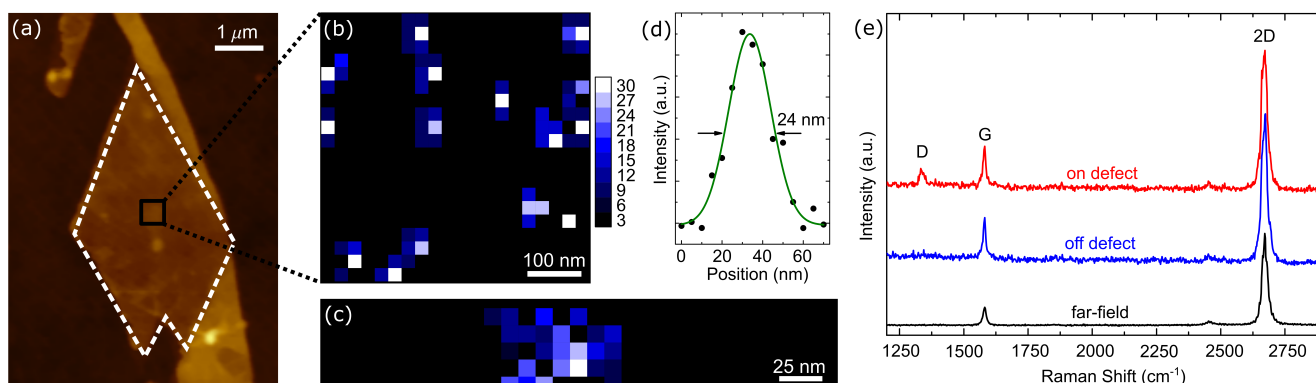 (a)
1 μm
(b)
30
27
24
21
18
15
12
9
6
3
100 nm
(c)
25 nm
(d)
Intensity (a.u.)
24 nm
0 20 40 60
Position (nm)
(e)
Intensity (a.u.)
D
G
2D
on defect
off defect
far-field
1250 1500 1750 2000 2250 2500 2750
Raman Shift (cm⁻¹)